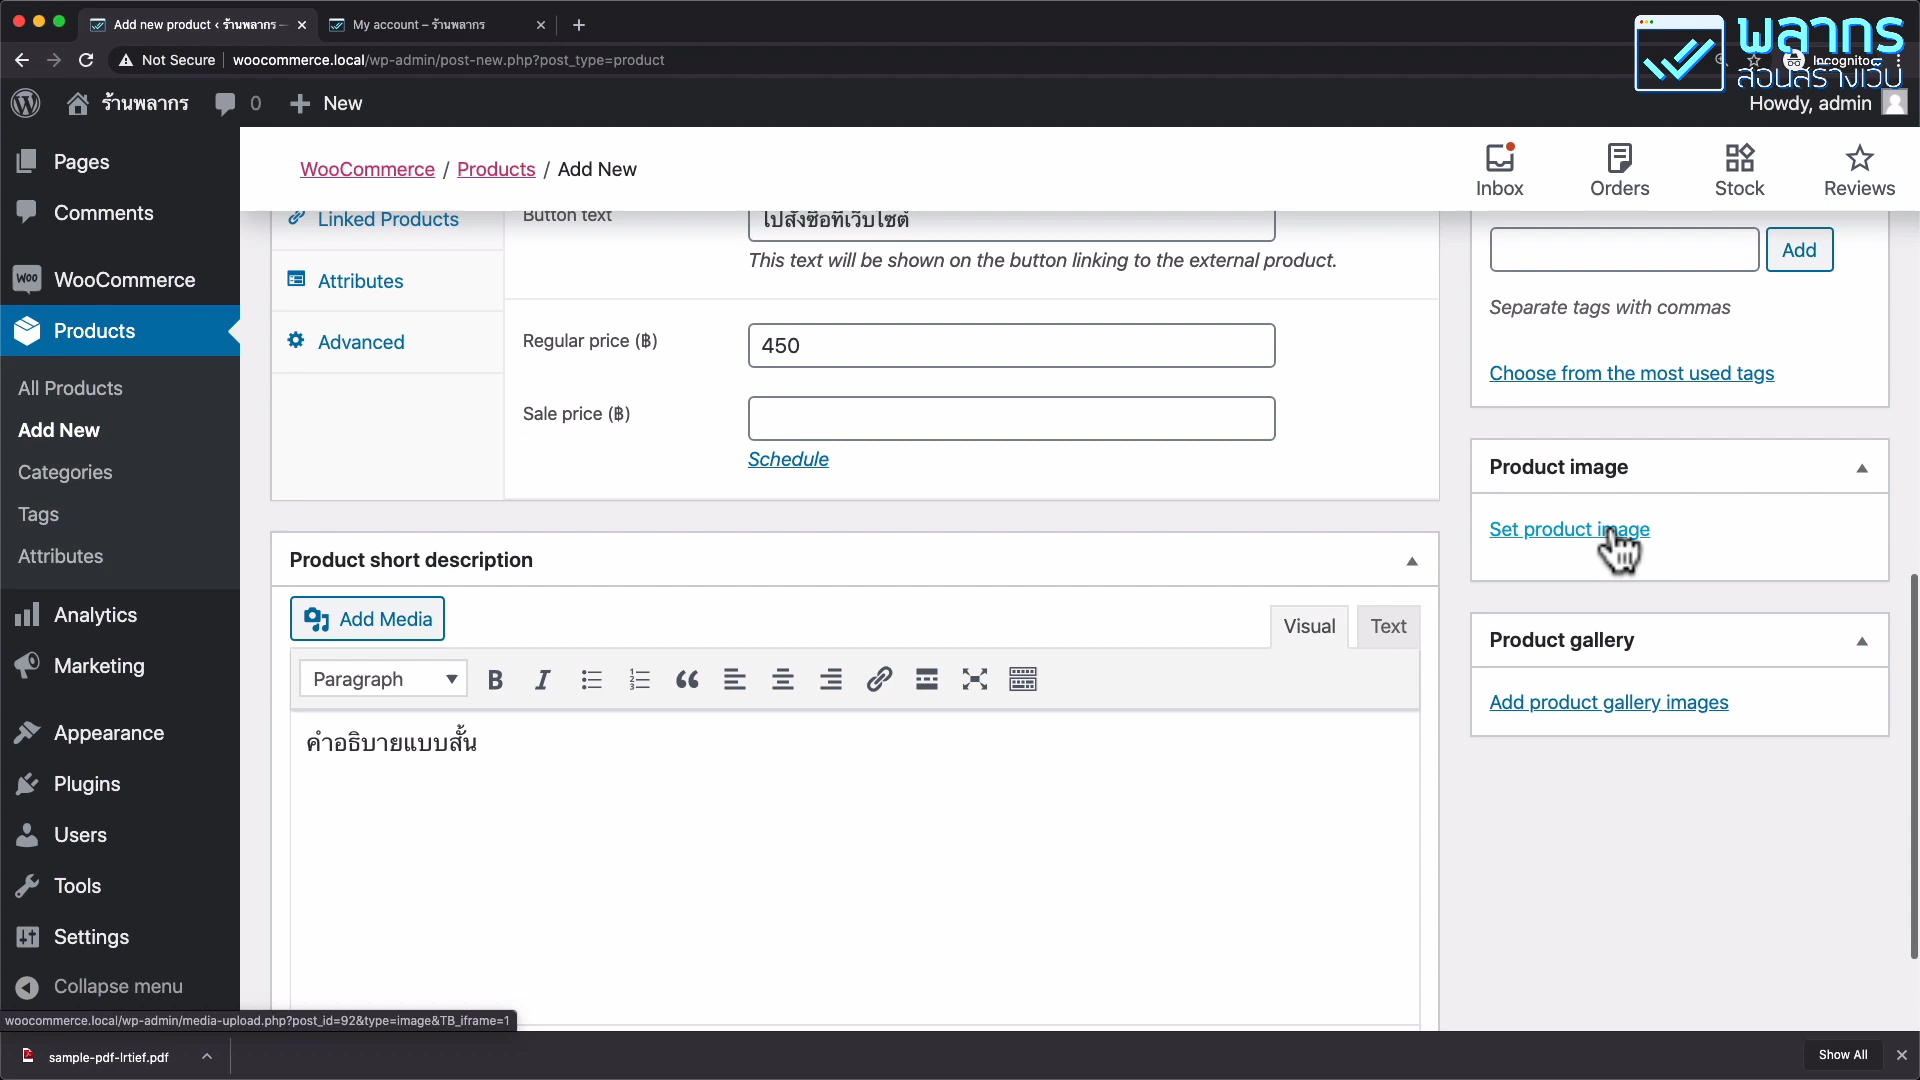 Add new product ‹ ร้านพลากร –
My account – ร้านพลากร
พลากร
สอนสร้างเว็บ
Not Secure
woocommerce.local/wp-admin/post-new.php?post_type=product
Incognito
ร้านพลากร
0
New
Howdy, admin
Pages
Comments
WooCommerce
Products
All Products
Add New
Categories
Tags
Attributes
Analytics
Marketing
Appearance
Plugins
Users
Tools
Settings
Collapse menu
WooCommerce / Products / Add New
Inbox
Orders
Stock
Reviews
Linked Products
Attributes
Advanced
Button text
ไปสั่งซื้อที่เว็บไซต์
This text will be shown on the button linking to the external product.
Regular price (฿)
450
Sale price (฿)
Schedule
Add
Separate tags with commas
Choose from the most used tags
Product image
Set product image
Product gallery
Add product gallery images
Product short description
Add Media
Visual
Text
Paragraph
คำอธิบายแบบสั้น
woocommerce.local/wp-admin/media-upload.php?post_id=92&type=image&TB_iframe=1
sample-pdf-lrtief.pdf
Show All